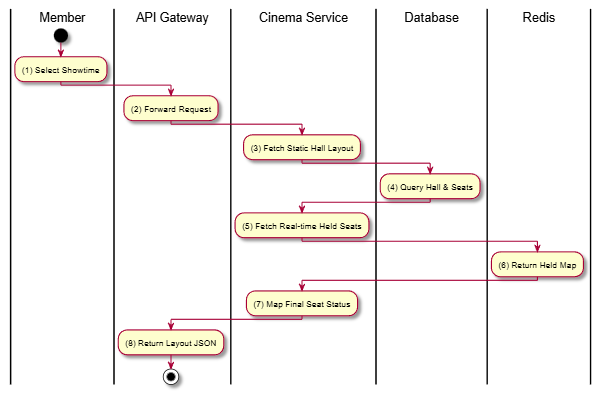 Member
API Gateway
Cinema Service
Database
Redis
(1) Select Showtime
(2) Forward Request
(3) Fetch Static Hall Layout
(4) Query Hall & Seats
(5) Fetch Real-time Held Seats
(6) Return Held Map
(7) Map Final Seat Status
(8) Return Layout JSON